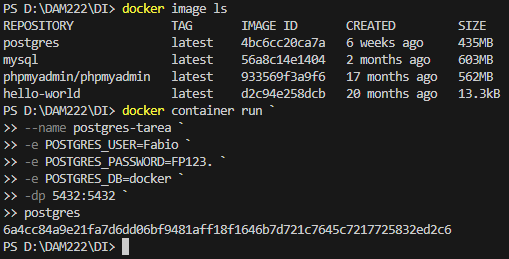 PS D:\DAM222\DI> docker image ls
REPOSITORY TAG IMAGE ID CREATED SIZE
postgres latest 4bc6cc20ca7a 6 weeks ago 435MB
mysql latest 56a8c14e1404 2 months ago 603MB
phpmyadmin/phpmyadmin latest 933569f3a9f6 17 months ago 562MB
hello-world latest d2c94e258dcb 20 months ago 13.3kB
PS D:\DAM222\DI> docker container run `
>> --name postgres-tarea `
>> -e POSTGRES_USER=Fabio `
>> -e POSTGRES_PASSWORD=FP123. `
>> -e POSTGRES_DB=docker `
>> -dp 5432:5432 `
>> postgres
6a4cc84a9e21fa7d6dd06bf9481aff18f1646b7d721c7645c7217725832ed2c6
PS D:\DAM222\DI>